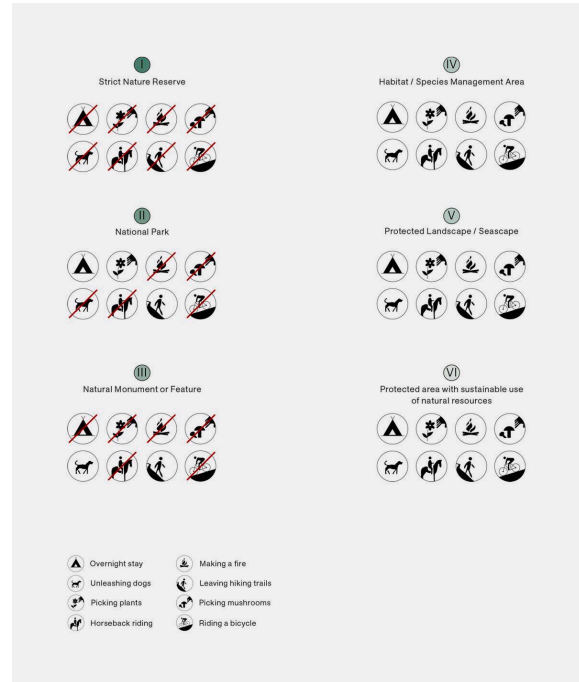 I
Strict Nature Reserve
IV
Habitat / Species Management Area
II
National Park
V
Protected Landscape / Seascape
III
Natural Monument or Feature
VI
Protected area with sustainable use
of natural resources
Overnight stay
Making a fire
Unleashing dogs
Leaving hiking trails
Picking plants
Picking mushrooms
Horseback riding
Riding a bicycle